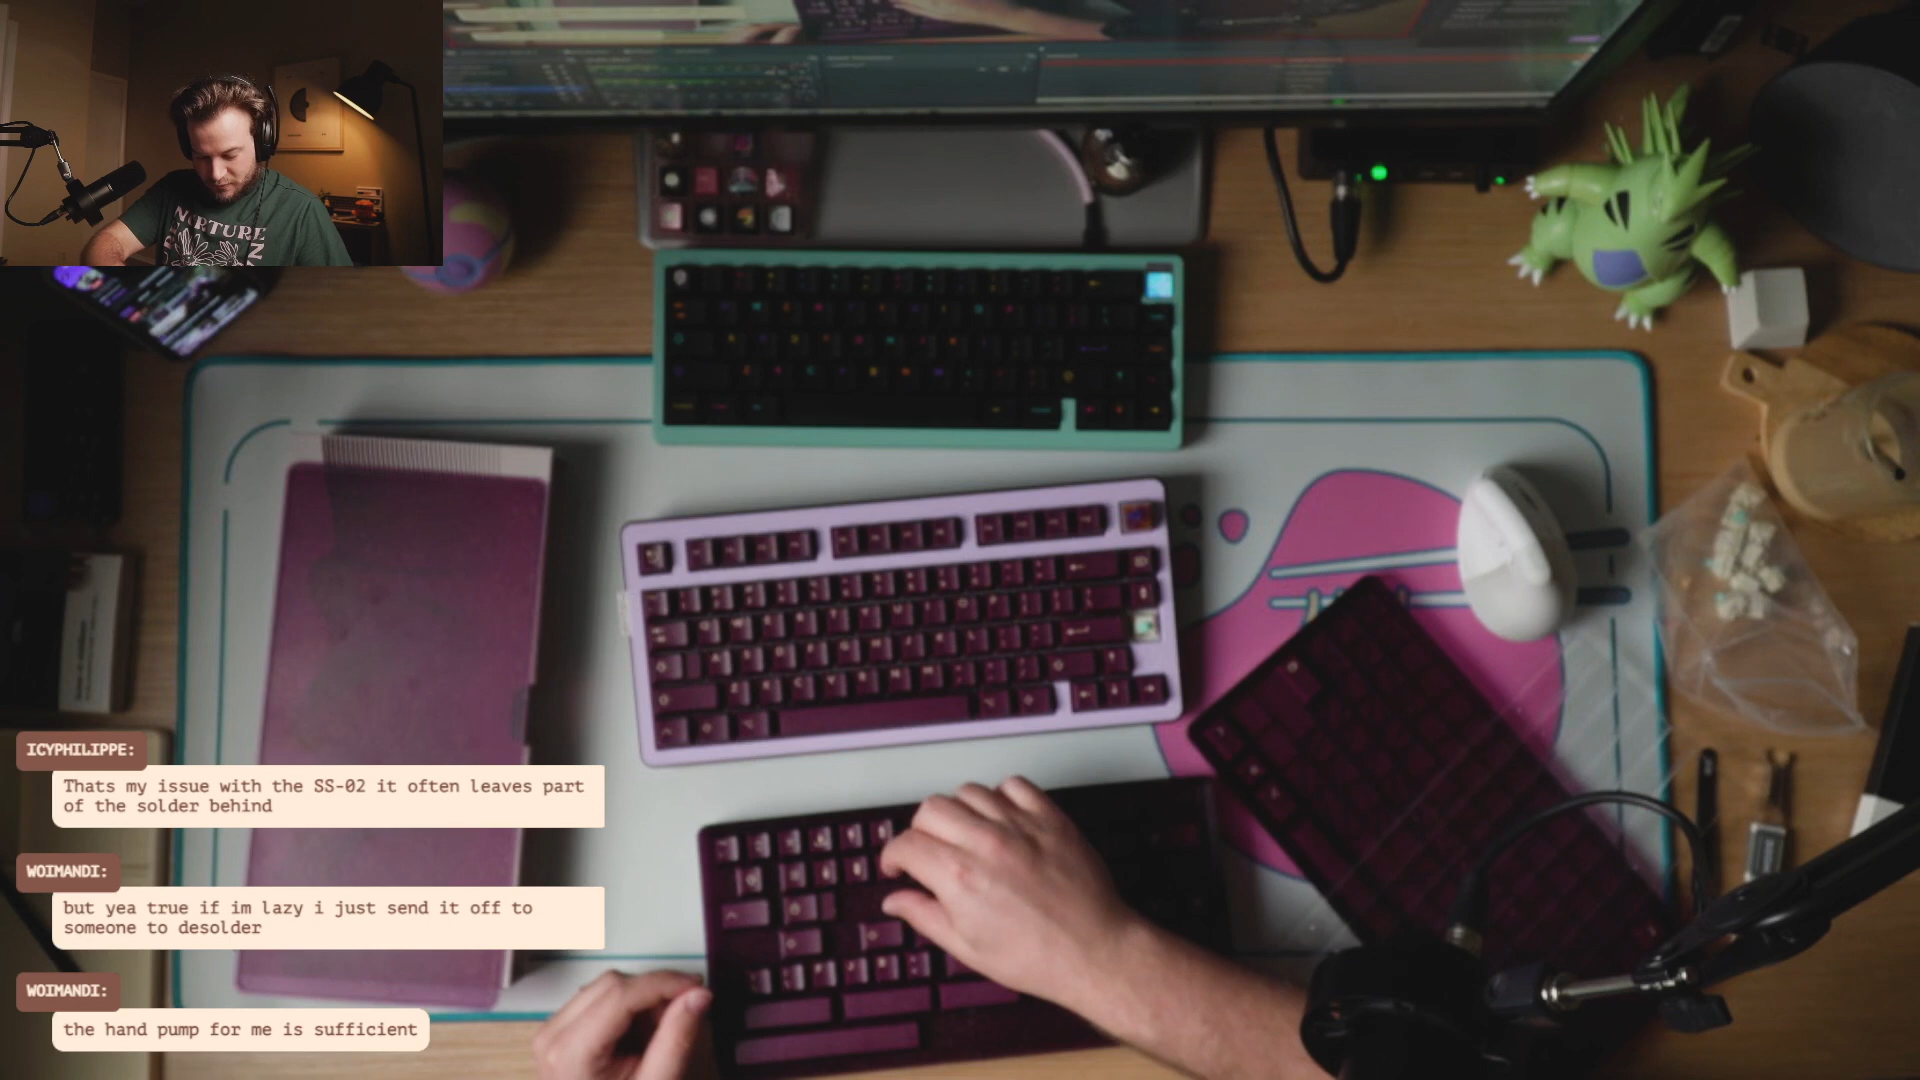 NURTURE
ICYPHILIPPE:
Thats my issue with the SS-02 it often leaves part
of the solder behind
WOIMANDI:
but yea true if im lazy i just send it off to
someone to desolder
WOIMANDI:
the hand pump for me is sufficient